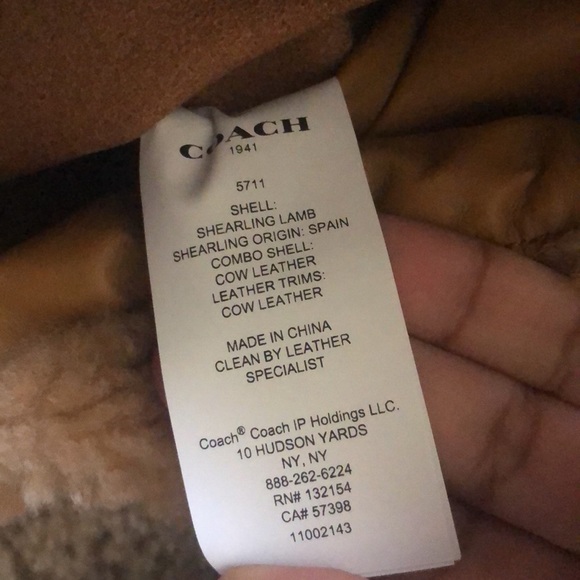 COACH
1941
5711
SHELL:
SHEARLING LAMB
SHEARLING ORIGIN: SPAIN
COMBO SHELL:
COW LEATHER
LEATHER TRIMS:
COW LEATHER
MADE IN CHINA
CLEAN BY LEATHER
SPECIALIST
Coach® Coach IP Holdings LLC.
10 HUDSON YARDS
NY, NY
888-262-6224
RN# 132154
CA# 57398
11002143